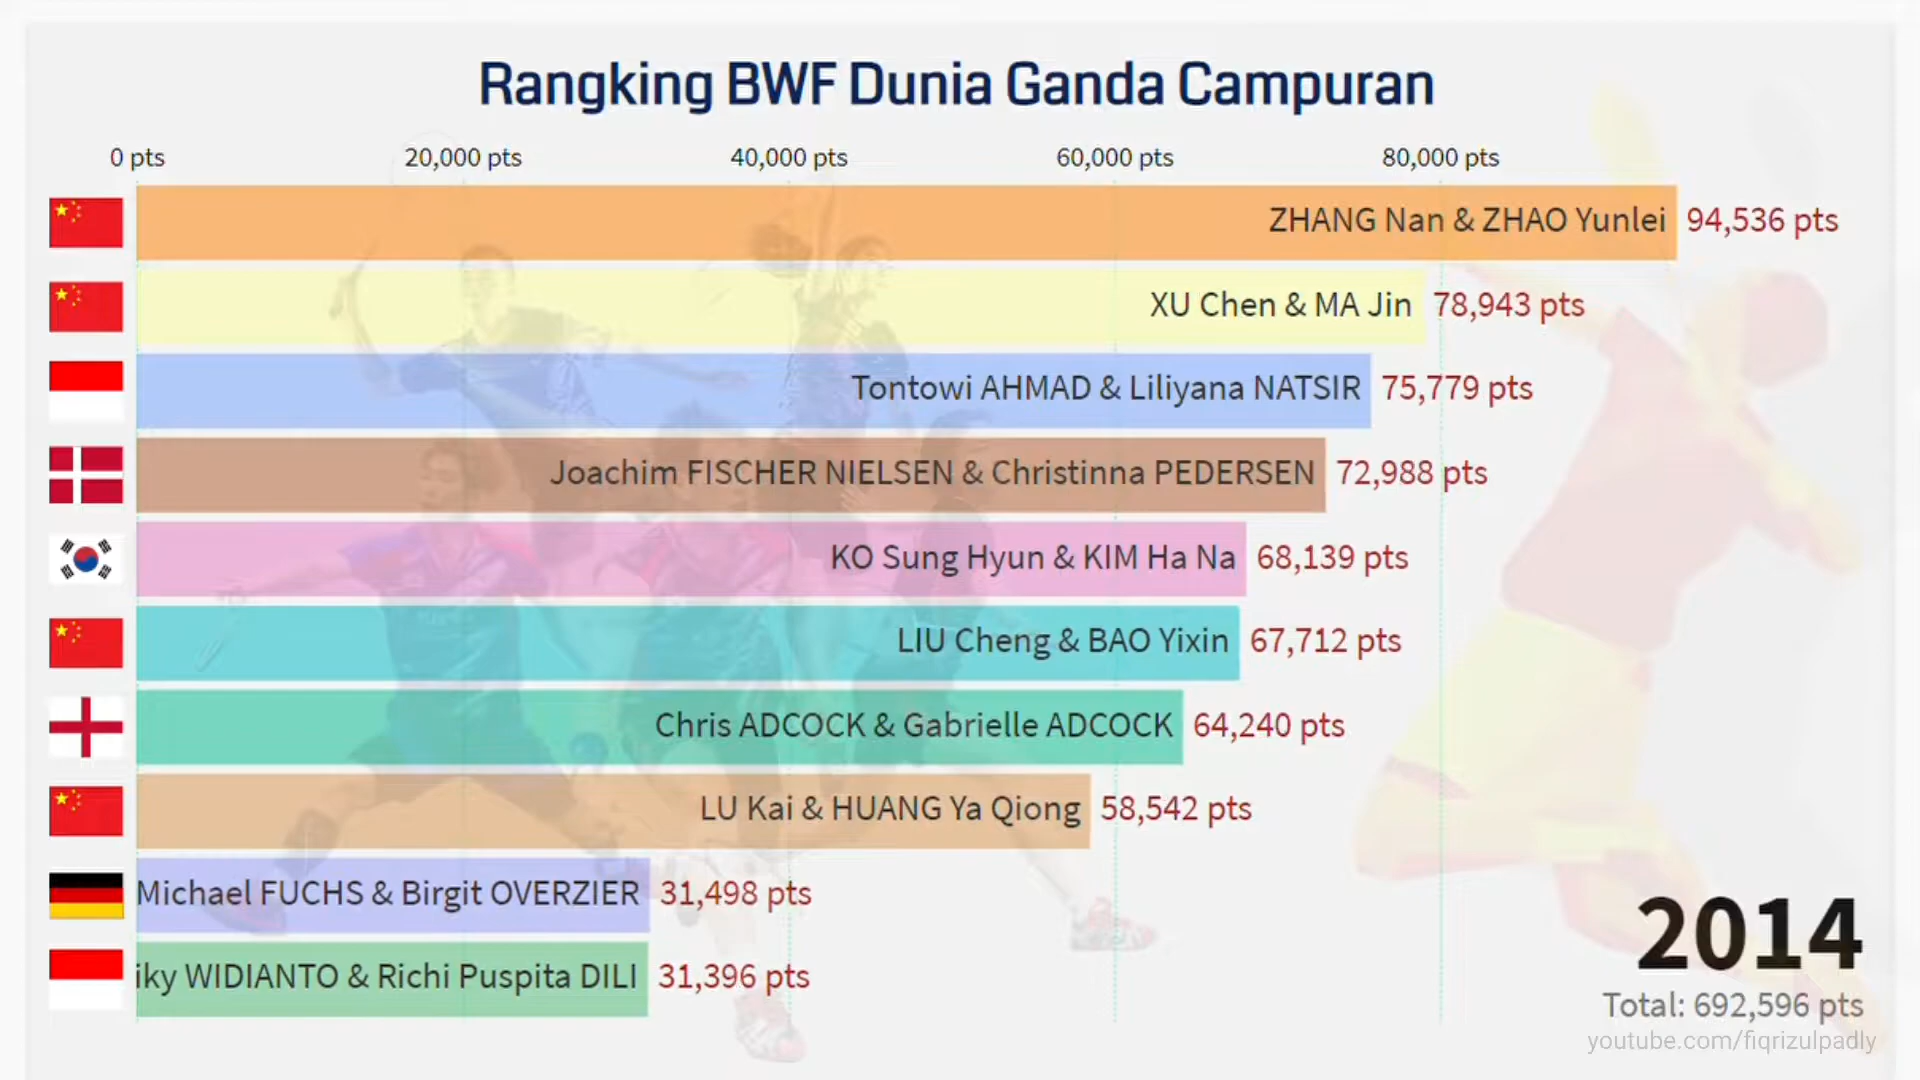 Rangking BWF Dunia Ganda Campuran
0 pts 20,000 pts 40,000 pts 60,000 pts 80,000 pts
ZHANG Nan & ZHAO Yunlei 94,536 pts
XU Chen & MA Jin 78,943 pts
Tontowi AHMAD & Liliyana NATSIR 75,779 pts
Joachim FISCHER NIELSEN & Christinna PEDERSEN 72,988 pts
KO Sung Hyun & KIM Ha Na 68,139 pts
LIU Cheng & BAO Yixin 67,712 pts
Chris ADCOCK & Gabrielle ADCOCK 64,240 pts
LU Kai & HUANG Ya Qiong 58,542 pts
Michael FUCHS & Birgit OVERZIER 31,498 pts
iky WIDIANTO & Richi Puspita DILI 31,396 pts
2014
Total: 692,596 pts
youtube.com/fiqrizulpadly